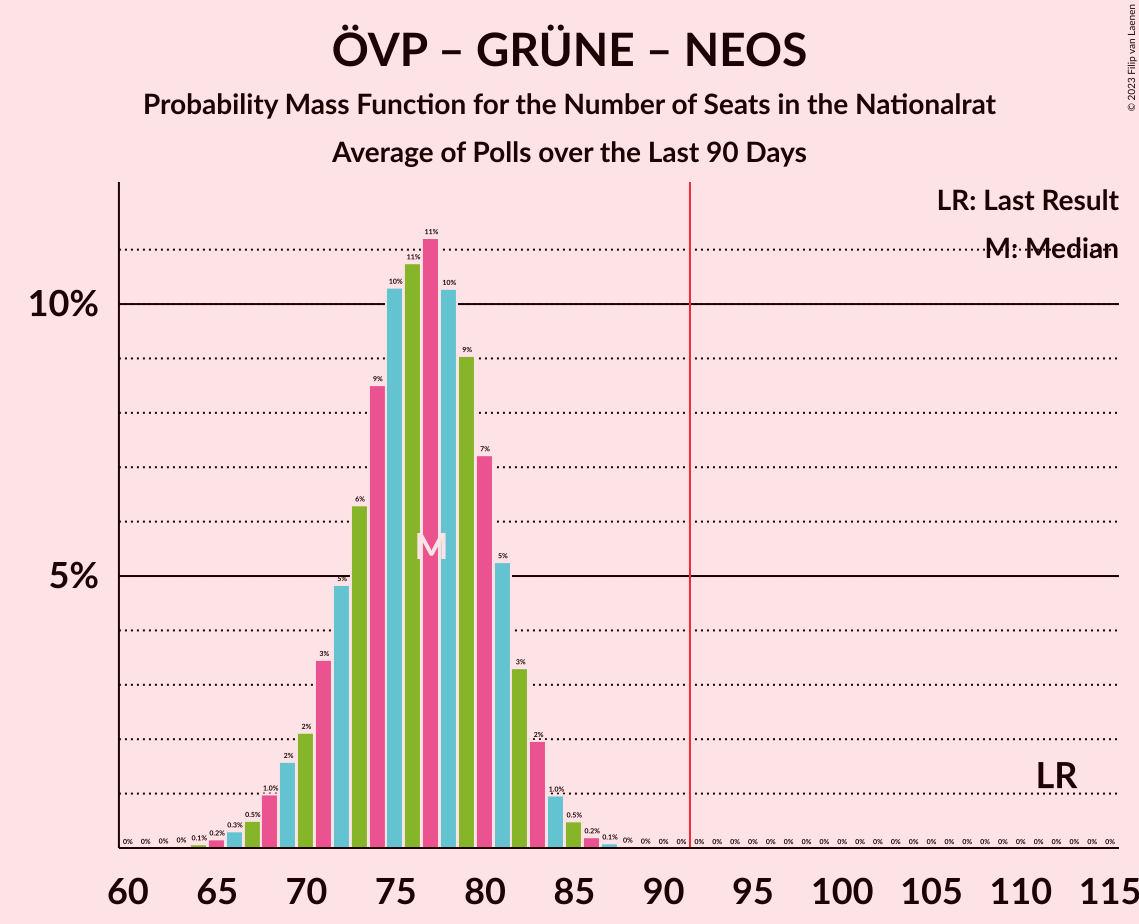 ÖVP – GRÜNE – NEOS
Probability Mass Function for the Number of Seats in the Nationalrat
Average of Polls over the Last 90 Days
© 2023 Filip van Laenen
LR: Last Result
M: Median
10%
5%
0% 0% 0% 0% 0.1% 0.2% 0.3% 0.5% 1.0% 2% 2% 3% 5% 6% 9% 10% 11% 11% 10% 9% 7% 5% 3% 2% 1.0% 0.5% 0.2% 0.1% 0% 0% 0% 0% 0% 0% 0% 0% 0% 0% 0% 0% 0% 0% 0% 0% 0% 0% 0% 0% 0% 0% 0% 0% 0% 0% 0% 0%
M
LR
60 65 70 75 80 85 90 95 100 105 110 115